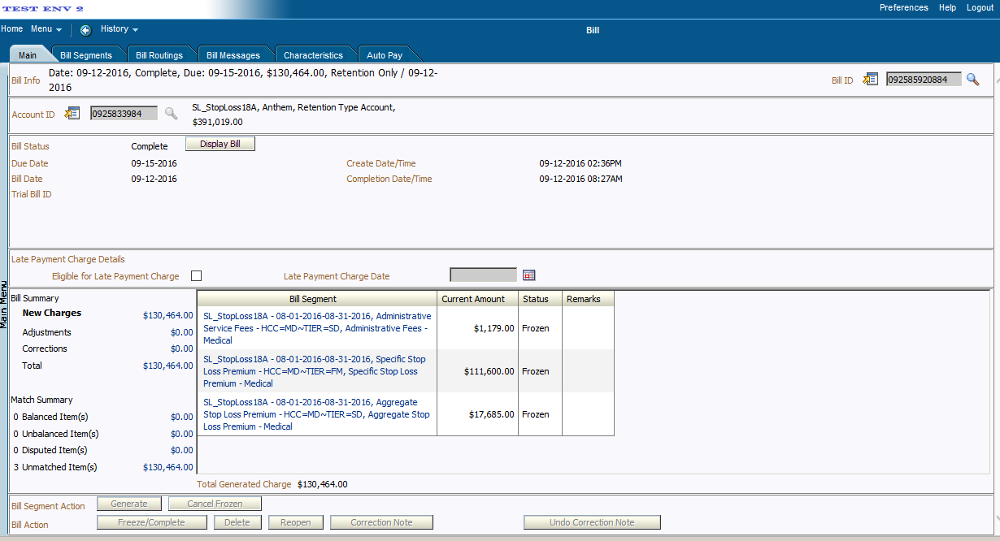 TEST ENV 2
Preferences Help Logout
Home Menu History
Bill
Main Bill Segments Bill Routings Bill Messages Characteristics Auto Pay
Bill Info Date: 09-12-2016, Complete, Due: 09-15-2016, $130,464.00, Retention Only / 09-12-
2016
Bill ID 092585920884
Account ID 0925833984 SL_StopLoss18A, Anthem, Retention Type Account,
$391,019.00
Bill Status Complete Display Bill
Due Date 09-15-2016 Create Date/Time 09-12-2016 02:36PM
Bill Date 09-12-2016 Completion Date/Time 09-12-2016 08:27AM
Trial Bill ID
Late Payment Charge Details
Eligible for Late Payment Charge Late Payment Charge Date
Main Menu
Bill Summary
New Charges $130,464.00
Adjustments $0.00
Corrections $0.00
Total $130,464.00
Match Summary
0 Balanced Item(s) $0.00
0 Unbalanced Item(s) $0.00
0 Disputed Item(s) $0.00
3 Unmatched Item(s) $130,464.00
Bill Segment Current Amount Status Remarks
SL_StopLoss18A - 08-01-2016-08-31-2016, Administrative
Service Fees - HCC=MD~TIER=SD, Administrative Fees - $1,179.00 Frozen
Medical
SL_StopLoss18A - 08-01-2016-08-31-2016, Specific Stop
Loss Premium - HCC=MD~TIER=FM, Specific Stop Loss $111,600.00 Frozen
Premium - Medical
SL_StopLoss18A - 08-01-2016-08-31-2016, Aggregate
Stop Loss Premium - HCC=MD~TIER=SD, Aggregate Stop $17,685.00 Frozen
Loss Premium - Medical
Total Generated Charge $130,464.00
Bill Segment Action Generate Cancel Frozen
Bill Action Freeze/Complete Delete Reopen Correction Note Undo Correction Note